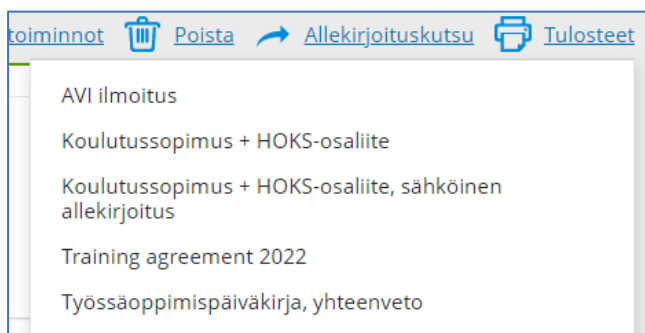 toiminnot Poista Allekirjoituskutsu Tulosteet
AVI ilmoitus
Koulutussopimus + HOKS-osaliite
Koulutussopimus + HOKS-osaliite, sähköinen
allekirjoitus
Training agreement 2022
Työssäoppimispäiväkirja, yhteenveto